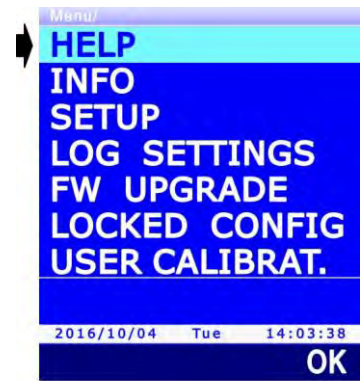 Menu/
HELP
INFO
SETUP
LOG SETTINGS
FW UPGRADE
LOCKED CONFIG
USER CALIBRAT.
2016/10/04 Tue 14:03:38
OK